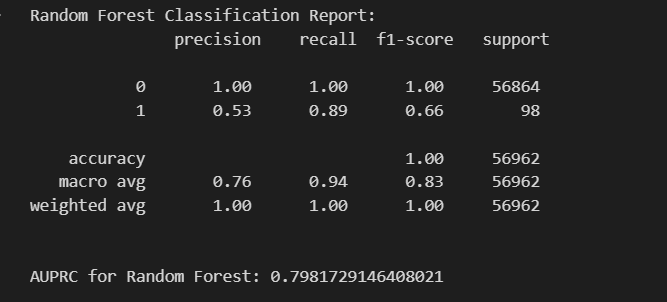 Random Forest Classification Report:
precision recall f1-score support
0 1.00 1.00 1.00 56864
1 0.53 0.89 0.66 98
accuracy 1.00 56962
macro avg 0.76 0.94 0.83 56962
weighted avg 1.00 1.00 1.00 56962
AUPRC for Random Forest: 0.7981729146408021